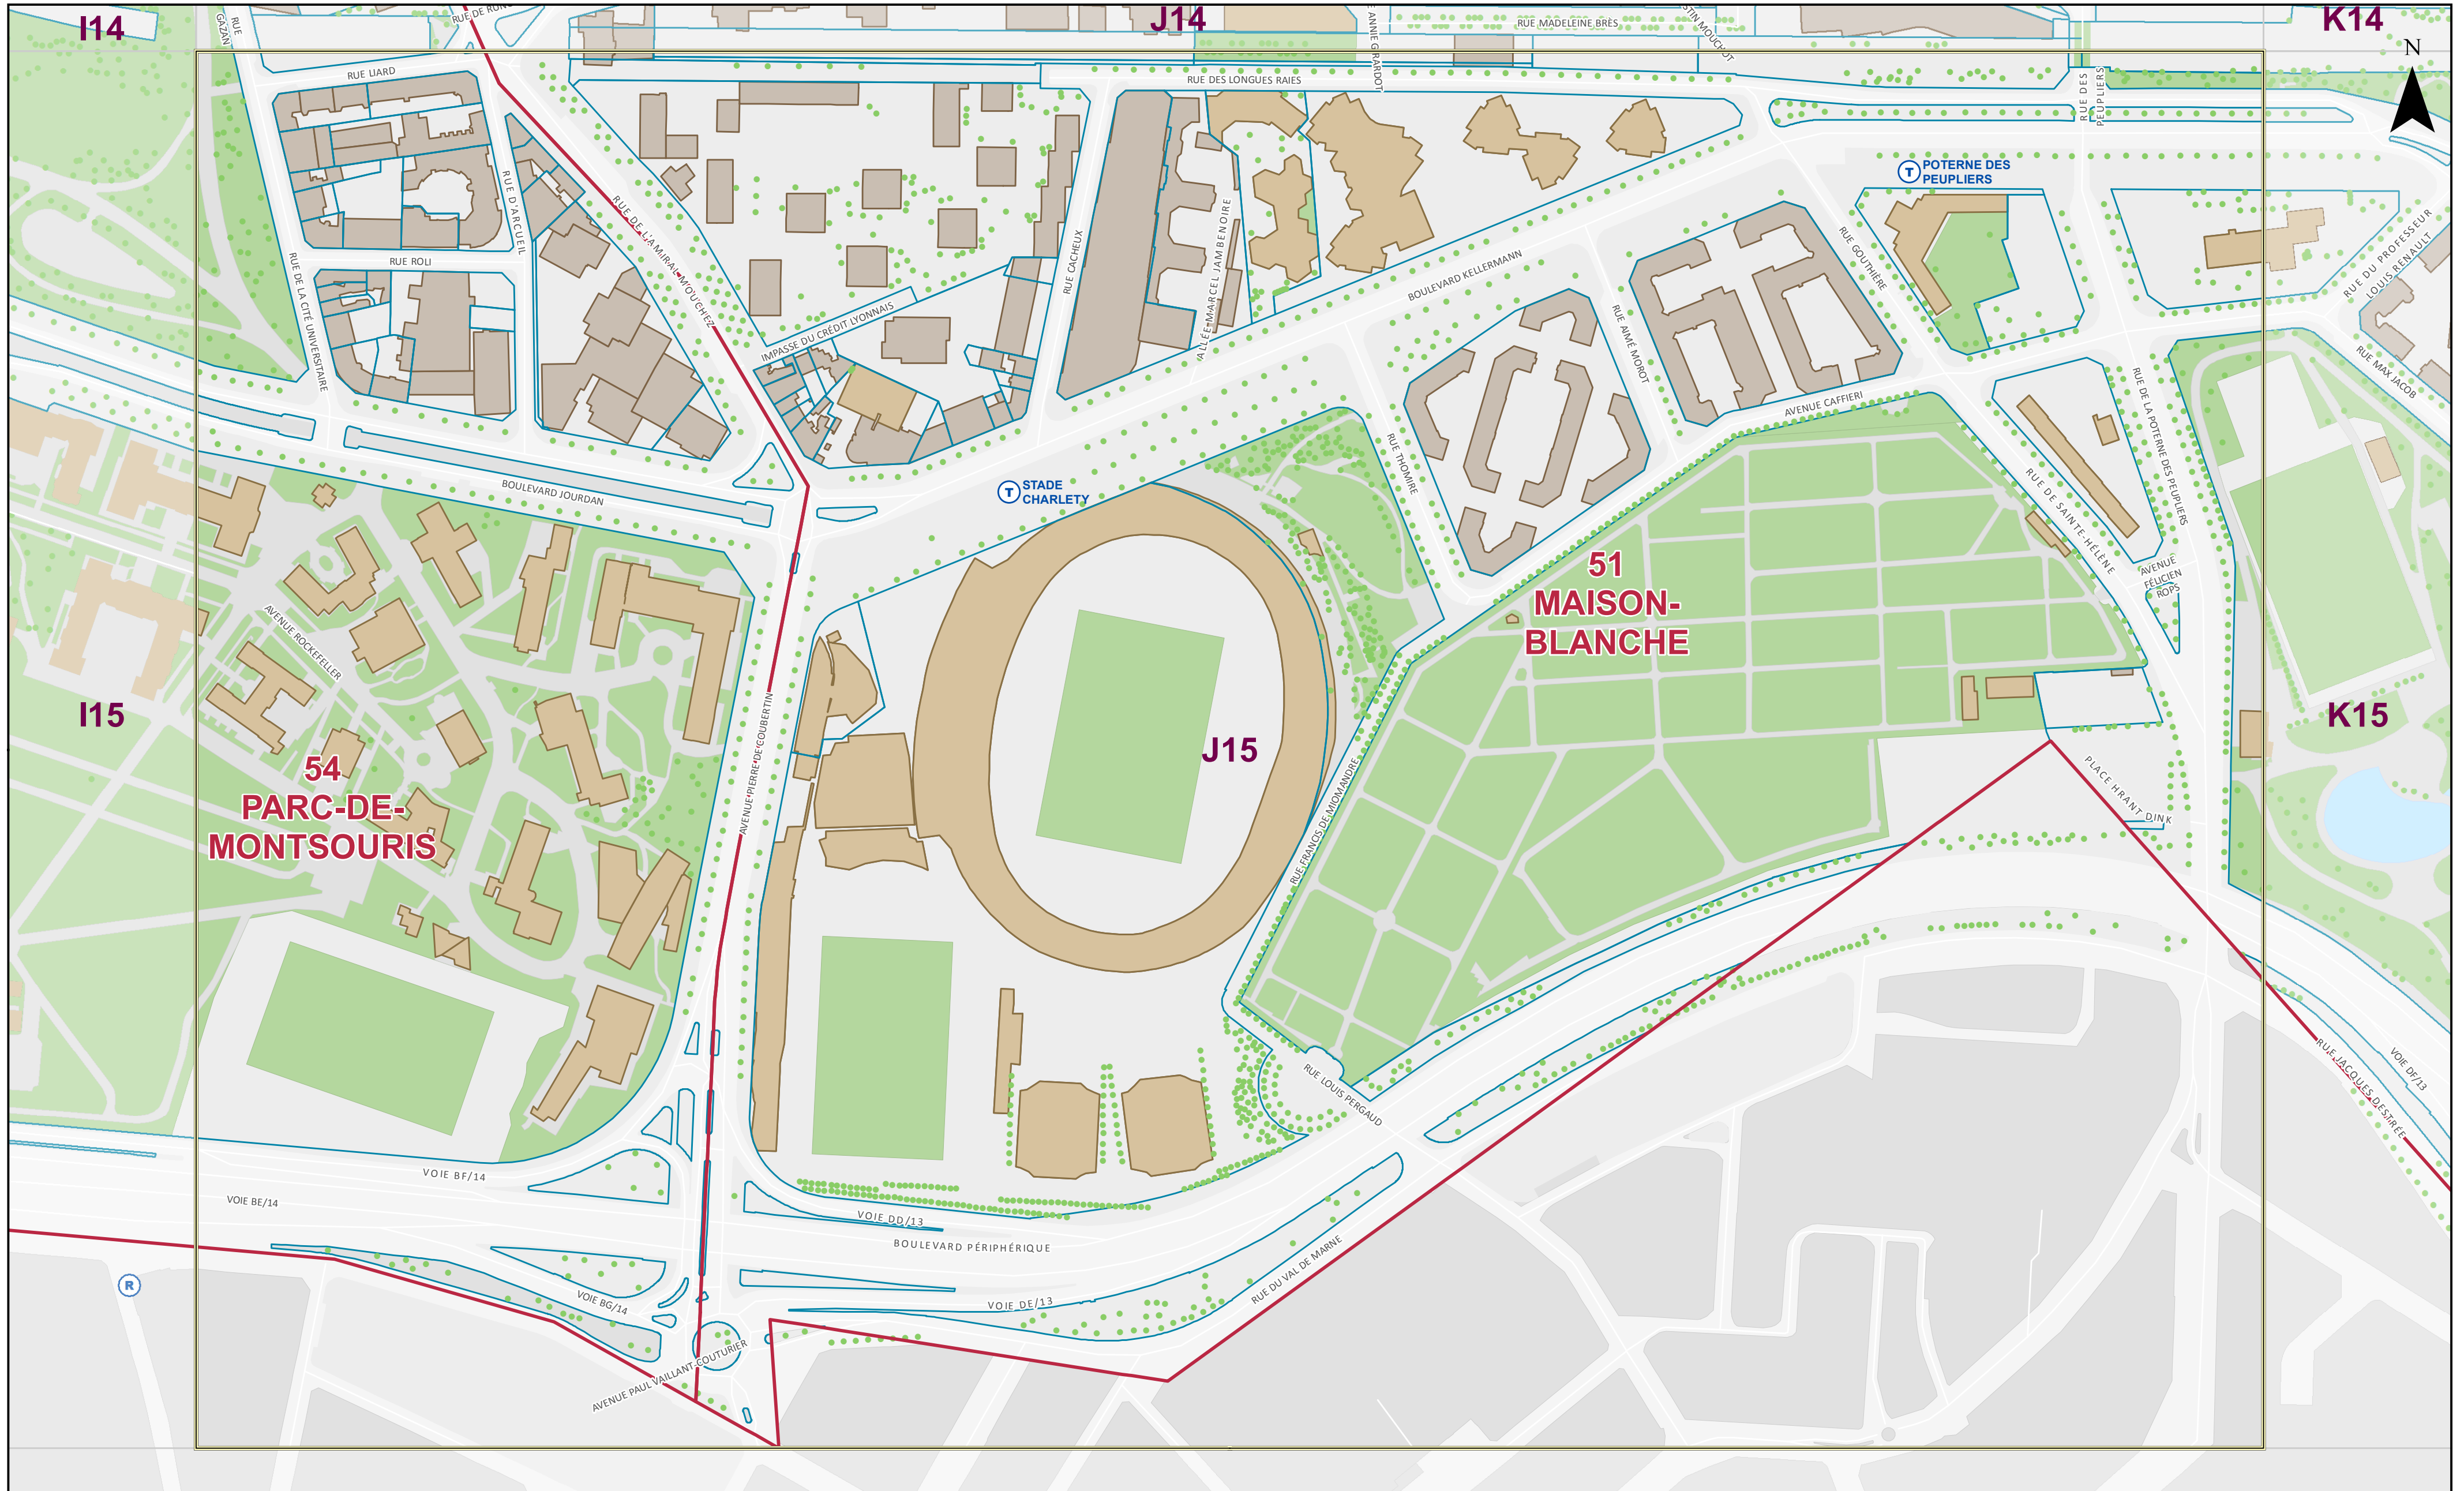 I14
J14
K14
N
RUE
GAZAN
RUE MADELEINE BRÈS
RUE LIARD
RUE DES LONGUES RAIES
RUE DES
PEUPLIERS
RUE D'ARCUEIL
RUE DE L'AMIRAL MOUCHEZ
T
POTERNE DES
PEUPLIERS
RUE ROLI
RUE DE LA CITÉ UNIVERSITAIRE
RUE CACHEUX
ALLÉE MARCEL JAMBENOIRE
BOULEVARD KELLERMANN
RUE GOUTHIÈRE
RUE DU PROFESSEUR
LOUIS RENAULT
IMPASSE DU CRÉDIT LYONNAIS
RUE AIMÉ MOROT
RUE MAX JACOB
AVENUE CAFFIERI
RUE DE LA POTERNE DES PEUPLIERS
BOULEVARD JOURDAN
T
STADE
CHARLETY
RUE THOMIRE
RUE DE SAINTE-HÉLÈNE
AVENUE
FÉLICIEN
ROPS
51
MAISON-
BLANCHE
AVENUE ROCKEFELLER
I15
J15
K15
AVENUE PIERRE DE COUBERTIN
54
PARC-DE-
MONTSOURIS
RUE FRANCIS DE MIOMANDRE
PLACE HRANT DINK
RUE LOUIS PERGAUD
RUE JACQUES DESTRÉE
VOIE DF/13
VOIE BF/14
VOIE BE/14
VOIE DD/13
BOULEVARD PÉRIPHÉRIQUE
R
VOIE BG/14
VOIE DE/13
RUE DU VAL DE MARNE
AVENUE PAUL VAILLANT-COUTURIER